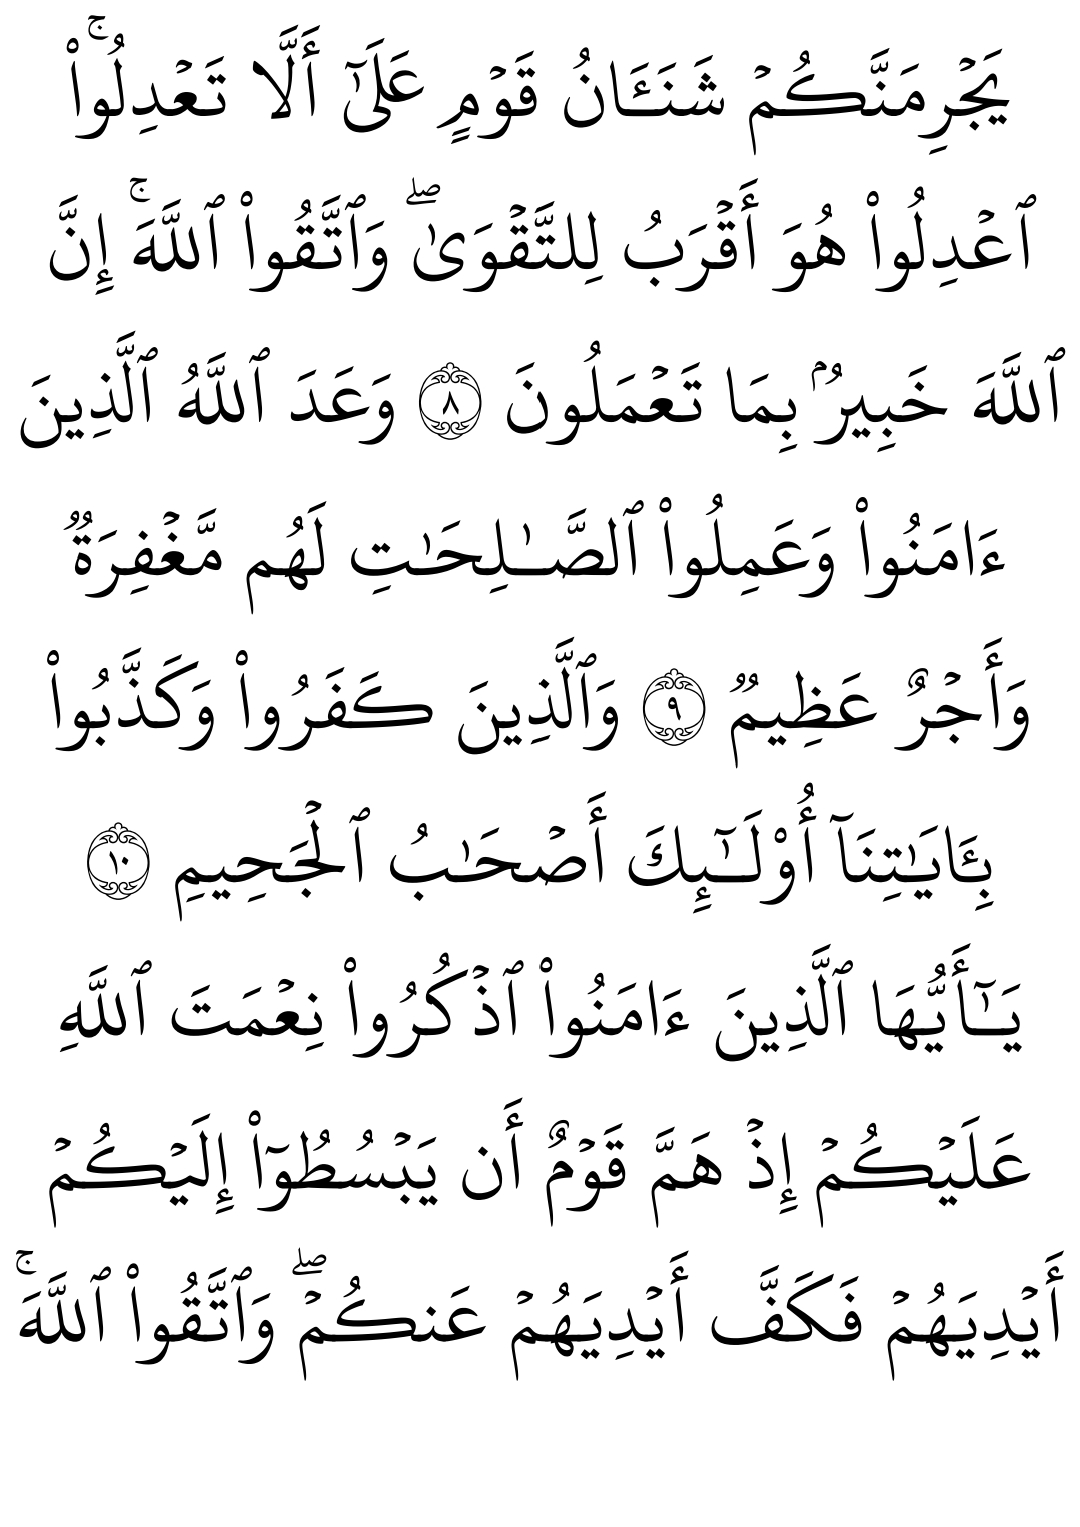 يَجۡرِمَنَّكُمۡ شَنَـَٔانُ قَوۡمٍ عَلَىٰٓ أَلَّا تَعۡدِلُواْۚ
ٱعۡدِلُواْ هُوَ أَقۡرَبُ لِلتَّقۡوَىٰۖ وَٱتَّقُواْ ٱللَّهَۚ إِنَّ
ٱللَّهَ خَبِيرُۢ بِمَا تَعۡمَلُونَ ٨ وَعَدَ ٱللَّهُ ٱلَّذِينَ
ءَامَنُواْ وَعَمِلُواْ ٱلصَّـٰلِحَـٰتِ لَهُم مَّغۡفِرَةٞ
وَأَجۡرٌ عَظِيمٞ ٩ وَٱلَّذِينَ كَفَرُواْ وَكَذَّبُواْ
بِـَٔايَـٰتِنَآ أُوْلَـٰٓئِكَ أَصۡحَـٰبُ ٱلۡجَحِيمِ ١٠
يَـٰٓأَيُّهَا ٱلَّذِينَ ءَامَنُواْ ٱذۡكُرُواْ نِعۡمَتَ ٱللَّهِ
عَلَيۡكُمۡ إِذۡ هَمَّ قَوۡمٌ أَن يَبۡسُطُوٓاْ إِلَيۡكُمۡ
أَيۡدِيَهُمۡ فَكَفَّ أَيۡدِيَهُمۡ عَنكُمۡۖ وَٱتَّقُواْ ٱللَّهَۚ